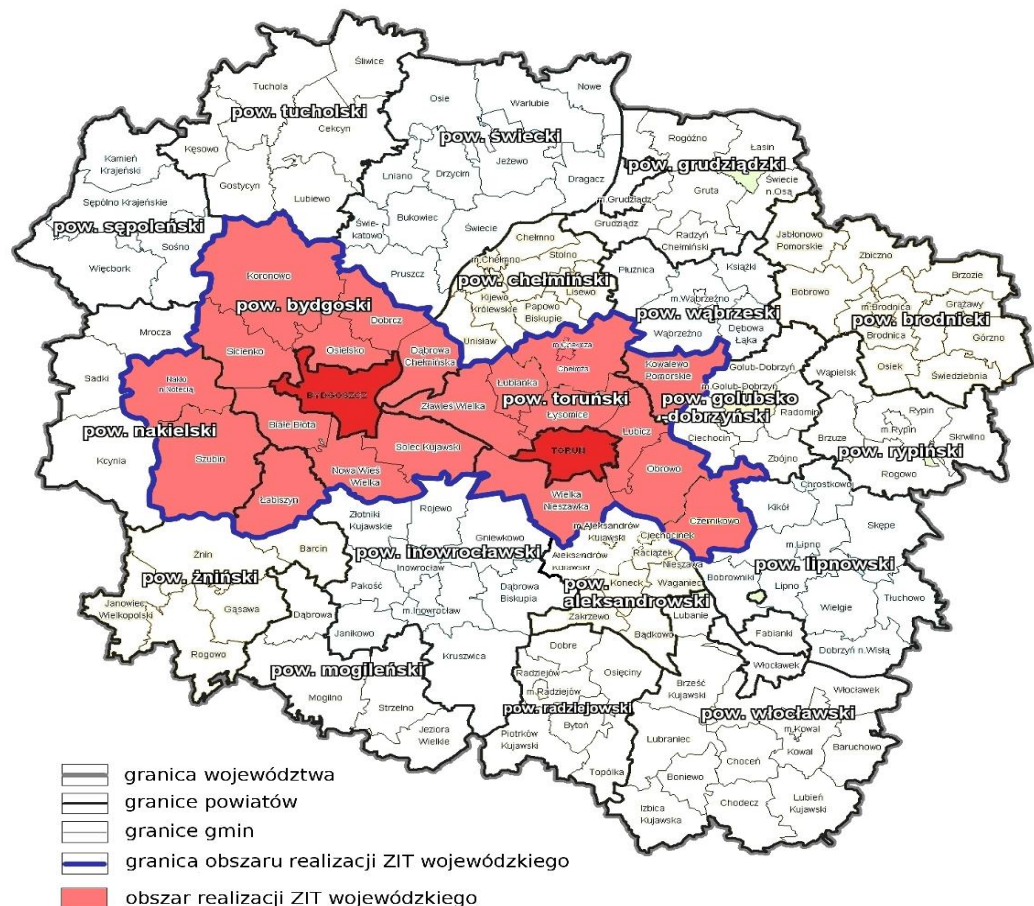 Śliwice
Tuchola
Nowe
Osie
Warlubie
pow. tucholski
Cekcyn
pow. świecki
Rogóźno
Łasin
Kęsowo
Jeżewo
pow. grudziądzki
Kamień
Krajeński
Lniano
Drzycim
Dragacz
Świecie
n.Osą
Gostycyn
Lubiewo
m.Grudziądz
Gruta
Sępólno Krajeńskie
Bukowiec
Grudziądz
Radzyń
Chełmiński
pow. sępoleński
Świe-
katowo
Świecie
Chełmno
Jabłonowo
Pomorskie
Sośno
m.Chełmno
Stolno
Zbiczno
Więcbork
Pruszcz
Płużnica
Książki
Koronowo
pow. chełmiński
Bobrowo
Brzozie
Kijewo
Królewskie
Lisewo
m.Wąbrzeźno
m.Brodnica
Grążawy
pow. bydgoski
Papowo
Biskupie
pow. wąbrzeski
pow. brodnicki
Mrocza
Dobrcz
Unisław
Wąbrzeźno
Dębowa
Łąka
Brodnica
Górzno
Sicienko
Osielsko
Dąbrowa
Chełmińska
m.Chełmża
Kowalewo
Pomorskie
Golub-Dobrzyń
Wąpielsk
Osiek
Świedziebnia
Sadki
Nakło
n.Notecią
Chełmża
m.Golub-Dobrzyń
BYDGOSZCZ
Łubianka
pow. toruński
pow. golubsko
-dobrzyński
Radomin
Rypin
Zławieś Wielka
Łysomice
m.Rypin
Skrwilno
pow. nakielski
Białe Błota
Lubicz
Ciechocin
Brzuze
pow. rypiński
Kcynia
Szubin
Solec Kujawski
TORUŃ
Zbójno
Rogowo
Nowa Wieś
Wielka
Obrowo
Łabiszyn
Wielka
Nieszawka
Czernikowo
Kikół
Chrostkowo
Złotniki
Kujawskie
Rojewo
Skępe
m.Aleksandrów
Kujawski
Ciechocinek
Żnin
Barcin
Gniewkowo
Aleksandrów
Kujawski
Raciążek
m.Lipno
pow. inowrocławski
Nieszawa
pow. lipnowski
pow. żniński
Inowrocław
Koneck
Waganiec
Bobrowniki
Lipno
Pakość
Dąbrowa
Biskupia
pow.
aleksandrowski
Tłuchowo
Janowiec
Wielkopolski
Gąsawa
Dąbrowa
m.Inowrocław
Zakrzewo
Lubanie
Wielgie
Janikowo
Bądkowo
Fabianki
Rogowo
Kruszwica
Dobre
Dobrzyń n.Wisłą
pow. mogileński
Radziejów
Osięciny
Włocławek
Mogilno
m.Radziejów
Brześć
Kujawski
Włocławek
Strzelno
pow. radziejowski
pow. włocławski
Bytoń
m.Kowal
Jeziora
Wielkie
Piotrków
Kujawski
Lubraniec
Kowal
Baruchowo
Choceń
Topólka
Boniewo
granica województwa
Izbica
Kujawska
Chodecz
Lubień
Kujawski
granice powiatów
granice gmin
granica obszaru realizacji ZIT wojewódzkiego
obszar realizacji ZIT wojewódzkiego